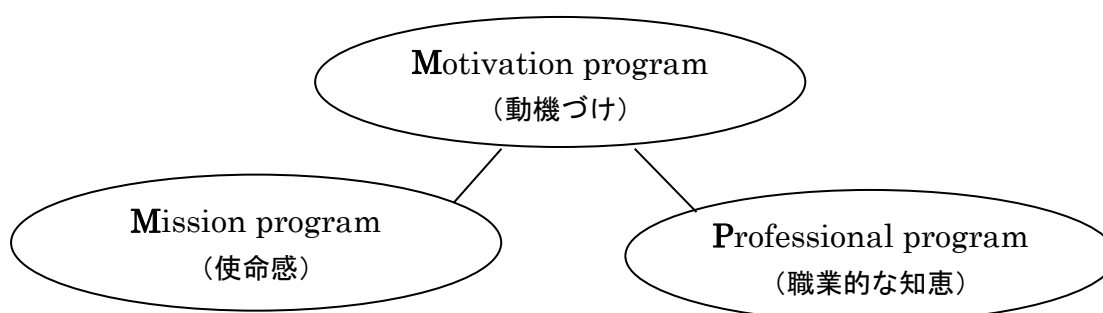 Motivation program
（動機づけ）
Mission program
（使命感）
Professional program
（職業的な知恵）